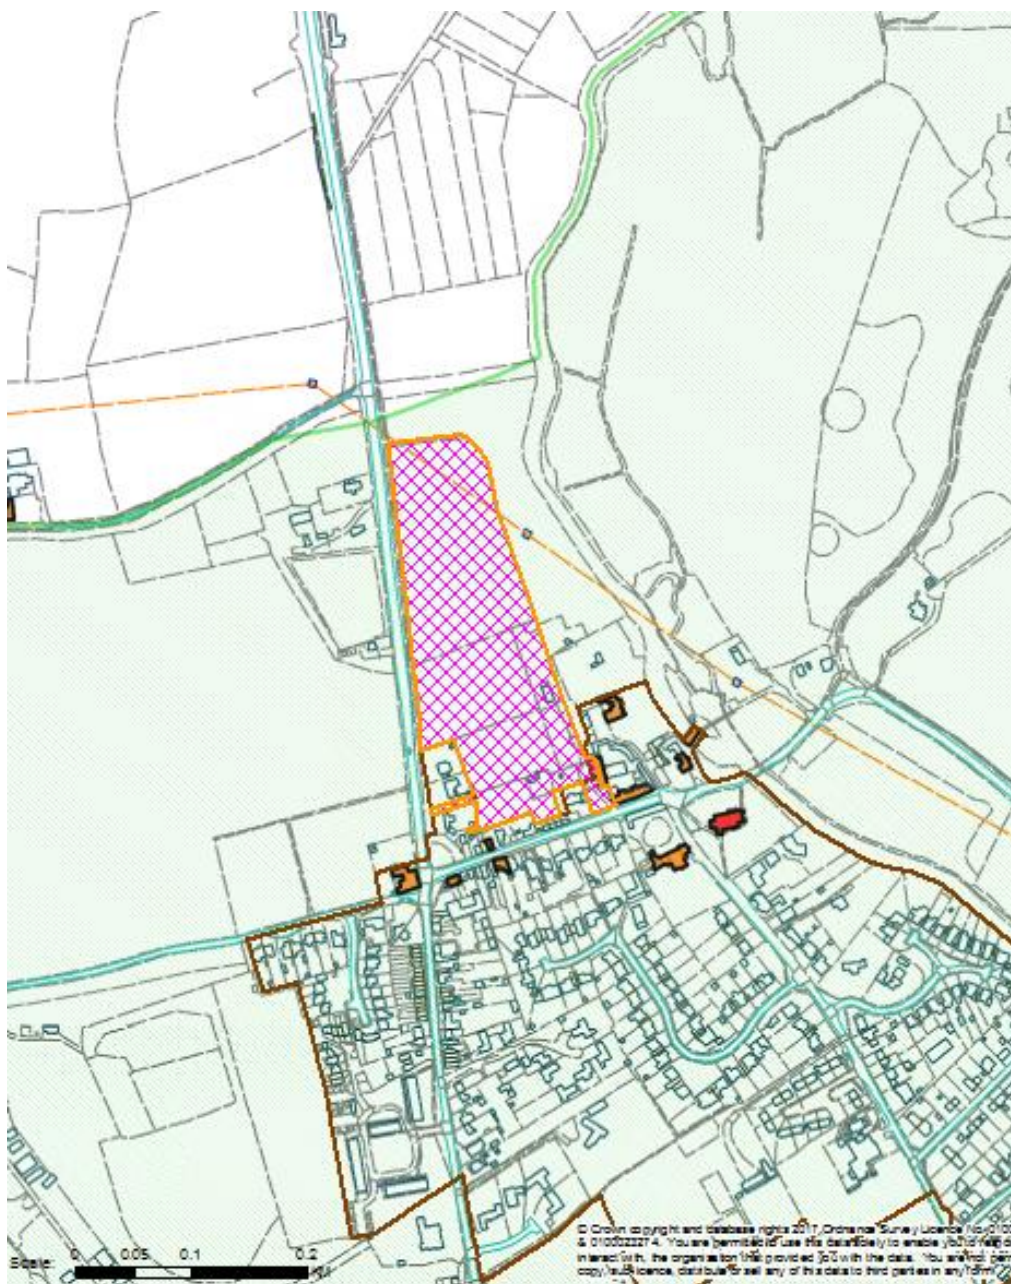 Scale:
0 0.05 0.1 0.2
© Crown copyright and database rights 2017 Ordnance Survey Licence No.
& 0100023274. You are permitted to use this data solely to enable you to
interact with, the organisation that provided you with the data. You are not
copy, sub-licence, distribute or sell any of this data to third parties in any form